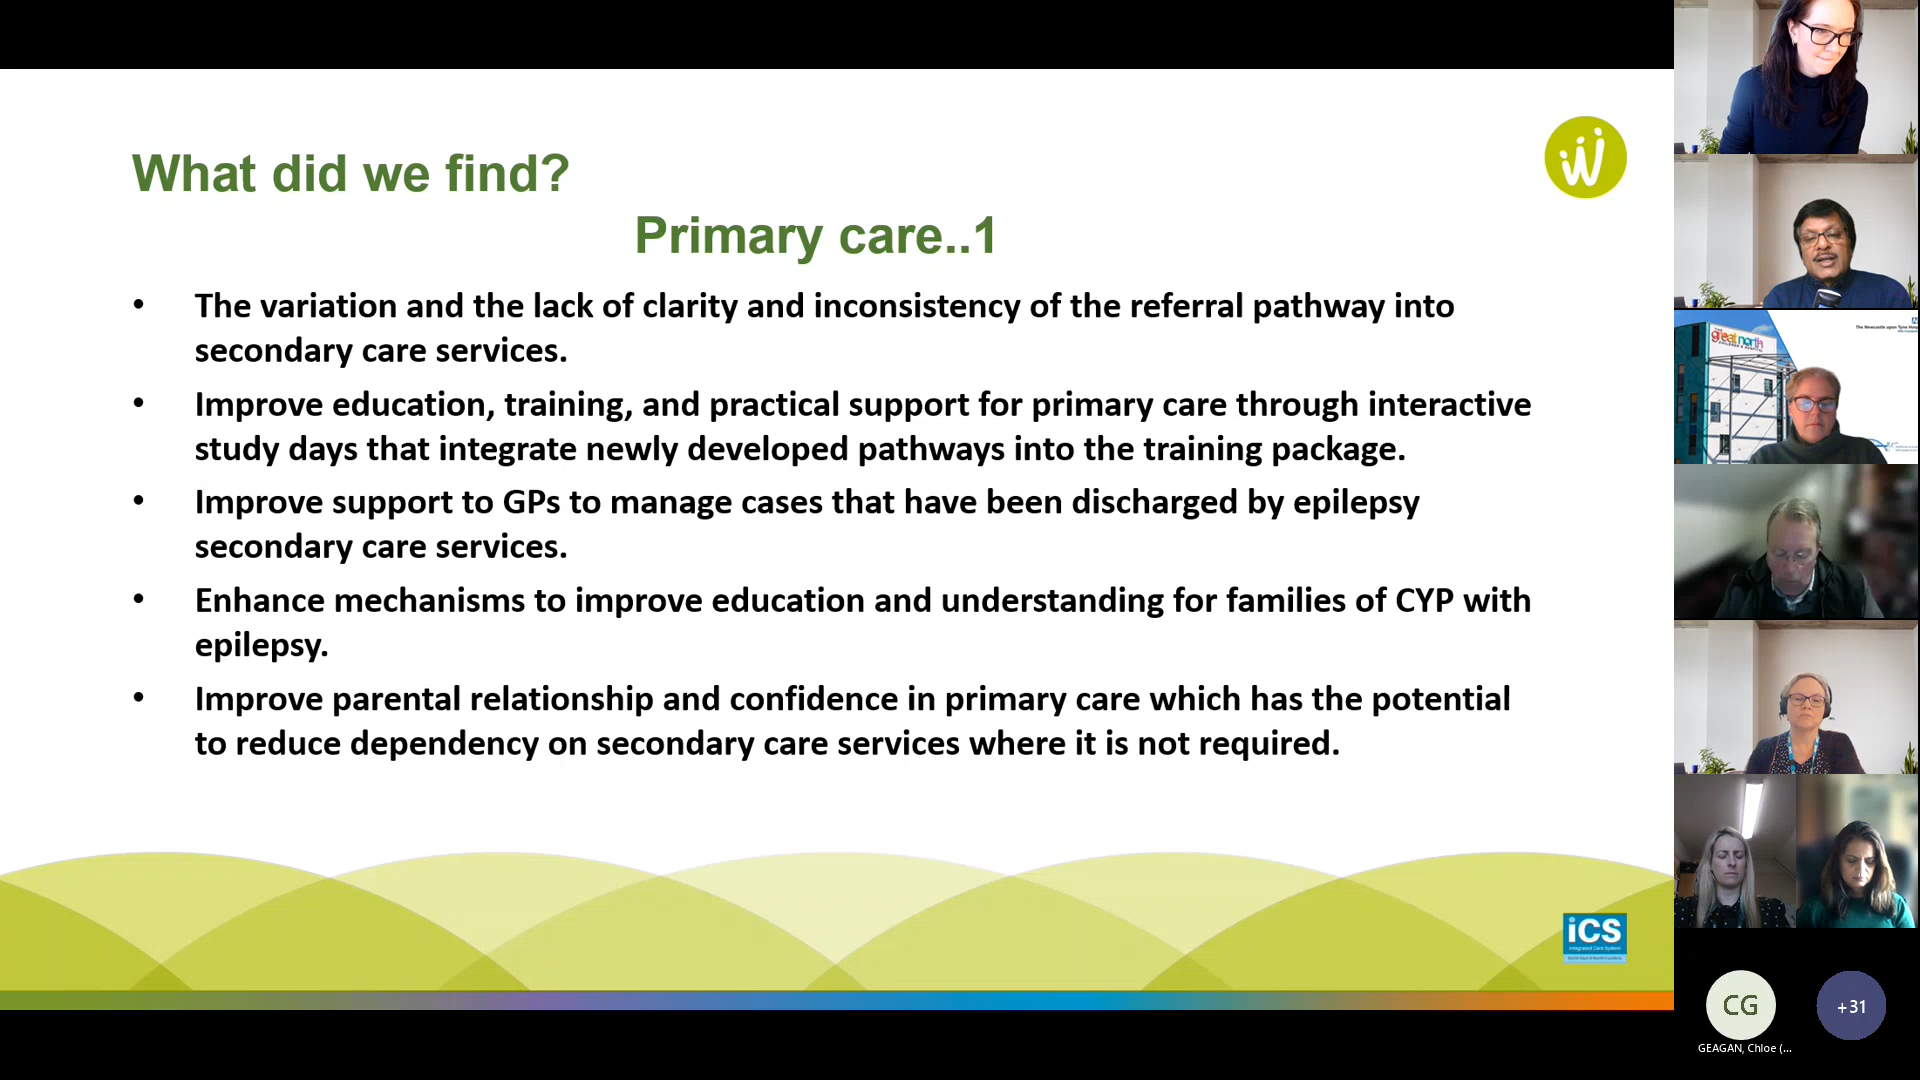 What did we find?
Primary care..1
• The variation and the lack of clarity and inconsistency of the referral pathway into
secondary care services.
• Improve education, training, and practical support for primary care through interactive
study days that integrate newly developed pathways into the training package.
• Improve support to GPs to manage cases that have been discharged by epilepsy
secondary care services.
• Enhance mechanisms to improve education and understanding for families of CYP with
epilepsy.
• Improve parental relationship and confidence in primary care which has the potential
to reduce dependency on secondary care services where it is not required.
iCS
Integrated Care System
great north
CG
+31
GEAGAN, Chloe (...